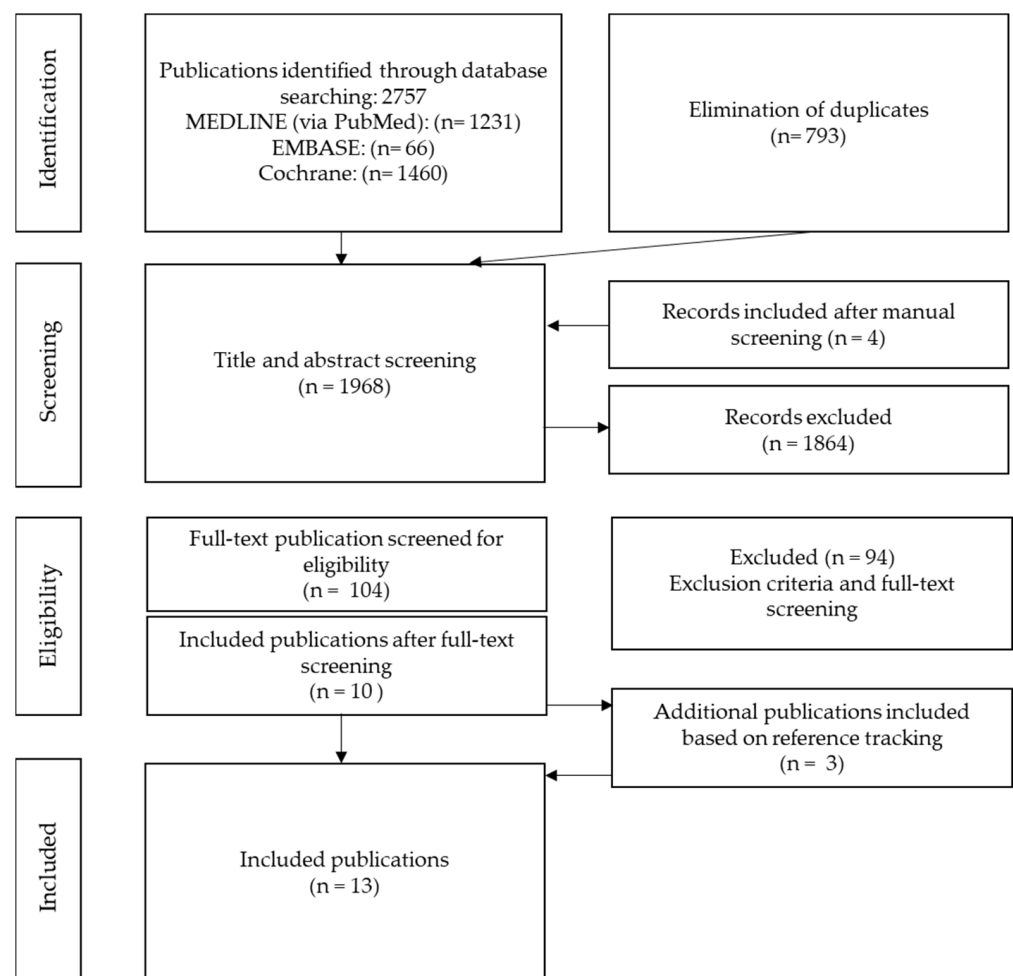 Identification
Publications identified through database
searching: 2757
MEDLINE (via PubMed): (n= 1231)
EMBASE: (n= 66)
Cochrane: (n= 1460)
Elimination of duplicates
(n= 793)
Screening
Title and abstract screening
(n = 1968)
Records included after manual
screening (n = 4)
Records excluded
(n = 1864)
Eligibility
Full-text publication screened for
eligibility
(n = 104)
Excluded (n = 94)
Exclusion criteria and full-text
screening
Included publications after full-text
screening
(n = 10 )
Additional publications included
based on reference tracking
(n = 3)
Included
Included publications
(n = 13)